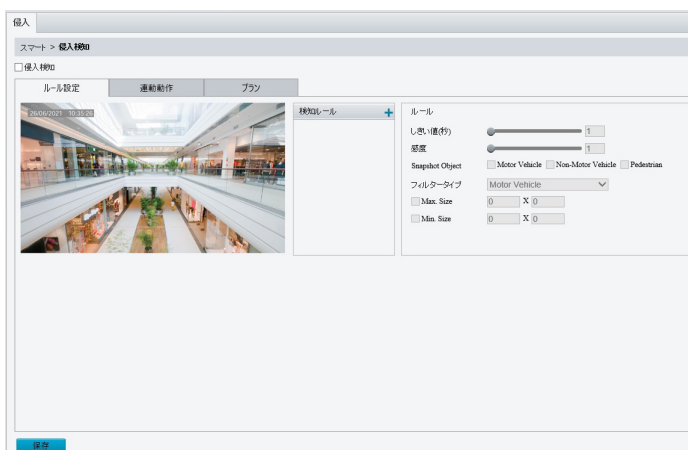 侵入
スマート > 侵入検知
侵入検知
ルール設定 連動動作 プラン
26/06/2021 10:35:26
検知ルール +
ルール
しきい値(秒) 1
感度 1
Snapshot Object Motor Vehicle Non-Motor Vehicle Pedestrian
フィルタータイプ Motor Vehicle
Max. Size 0 X 0
Min. Size 0 X 0
保存